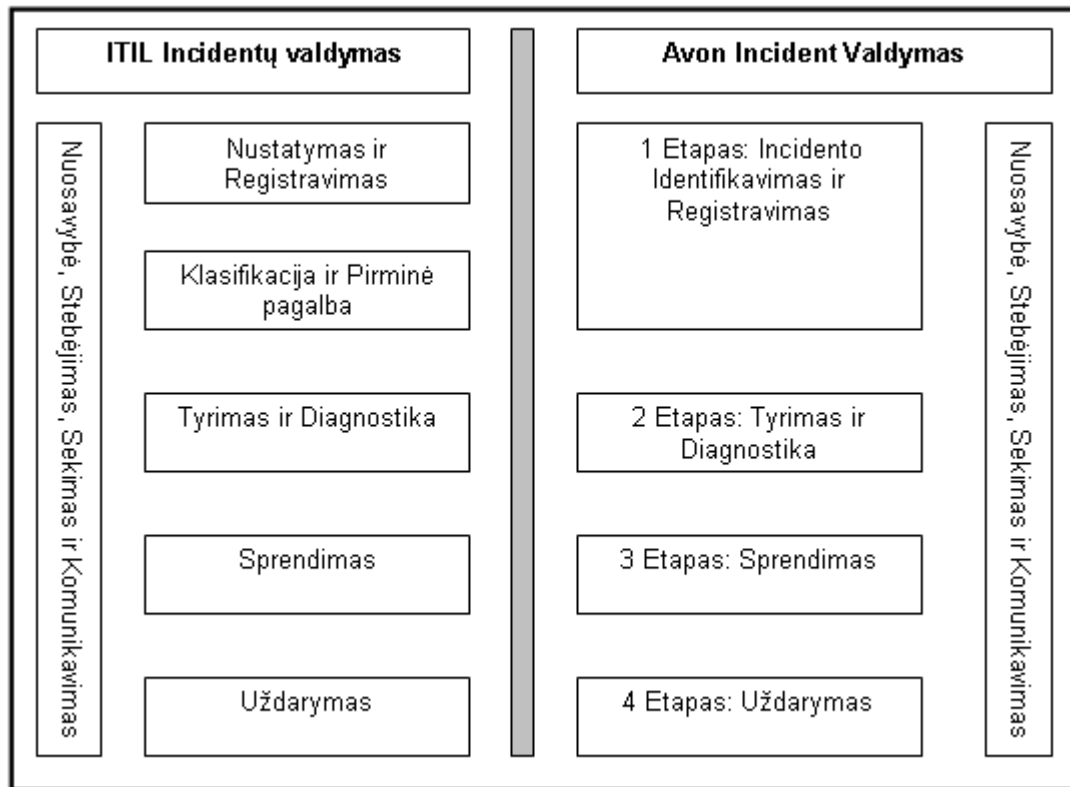 ITIL Incidentų valdymas
Nuosavybė, Stebėjimas, Sekimas ir Komunikavimas
Nustatymas ir
Registravimas
Klasifikacija ir Pirminė
pagalba
Tyrimas ir Diagnostika
Sprendimas
Uždarymas
Avon Incident Valdymas
1 Etapas: Incidento
Identifikavimas ir
Registravimas
2 Etapas: Tyrimas ir
Diagnostika
3 Etapas: Sprendimas
4 Etapas: Uždarymas
Nuosavybė, Stebėjimas, Sekimas ir Komunikavimas